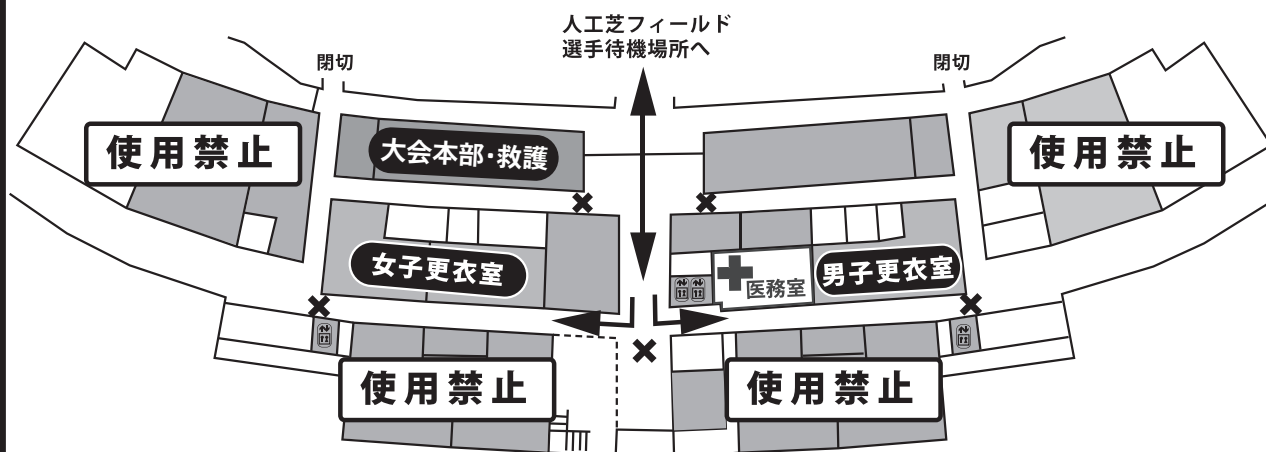 人工芝フィールド
選手待機場所へ
閉切
閉切
使用禁止
大会本部・救護
使用禁止
女子更衣室
医務室
男子更衣室
使用禁止
使用禁止